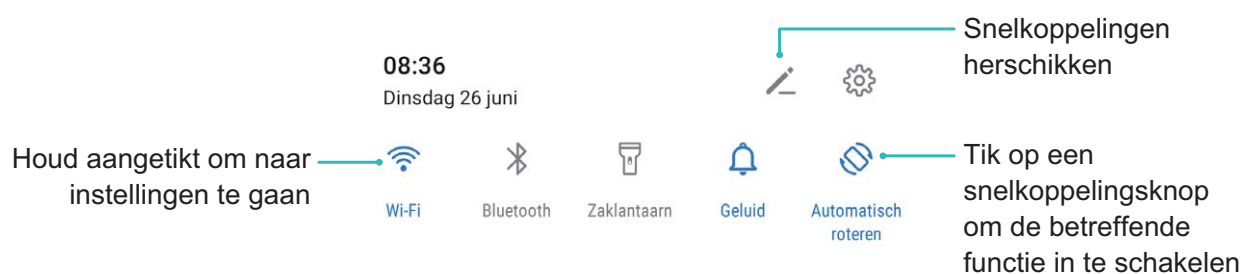 Snelkoppelingen
herschikken
08:36
Dinsdag 26 juni
Houd aangetikt om naar
instellingen te gaan
Wi-Fi
Bluetooth
Zaklantaarn
Geluid
Automatisch
roteren
Tik op een
snelkoppelingsknop
om de betreffende
functie in te schakelen